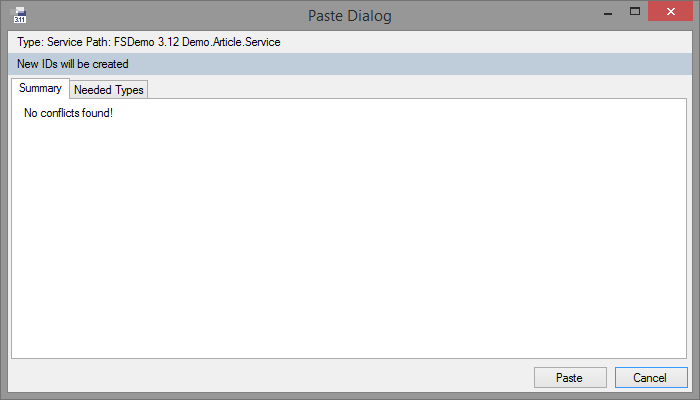 3.11
Paste Dialog
Type: Service Path: FSDemo 3.12 Demo.Article.Service
New IDs will be created
Summary
Needed Types
No conflicts found!
Paste
Cancel